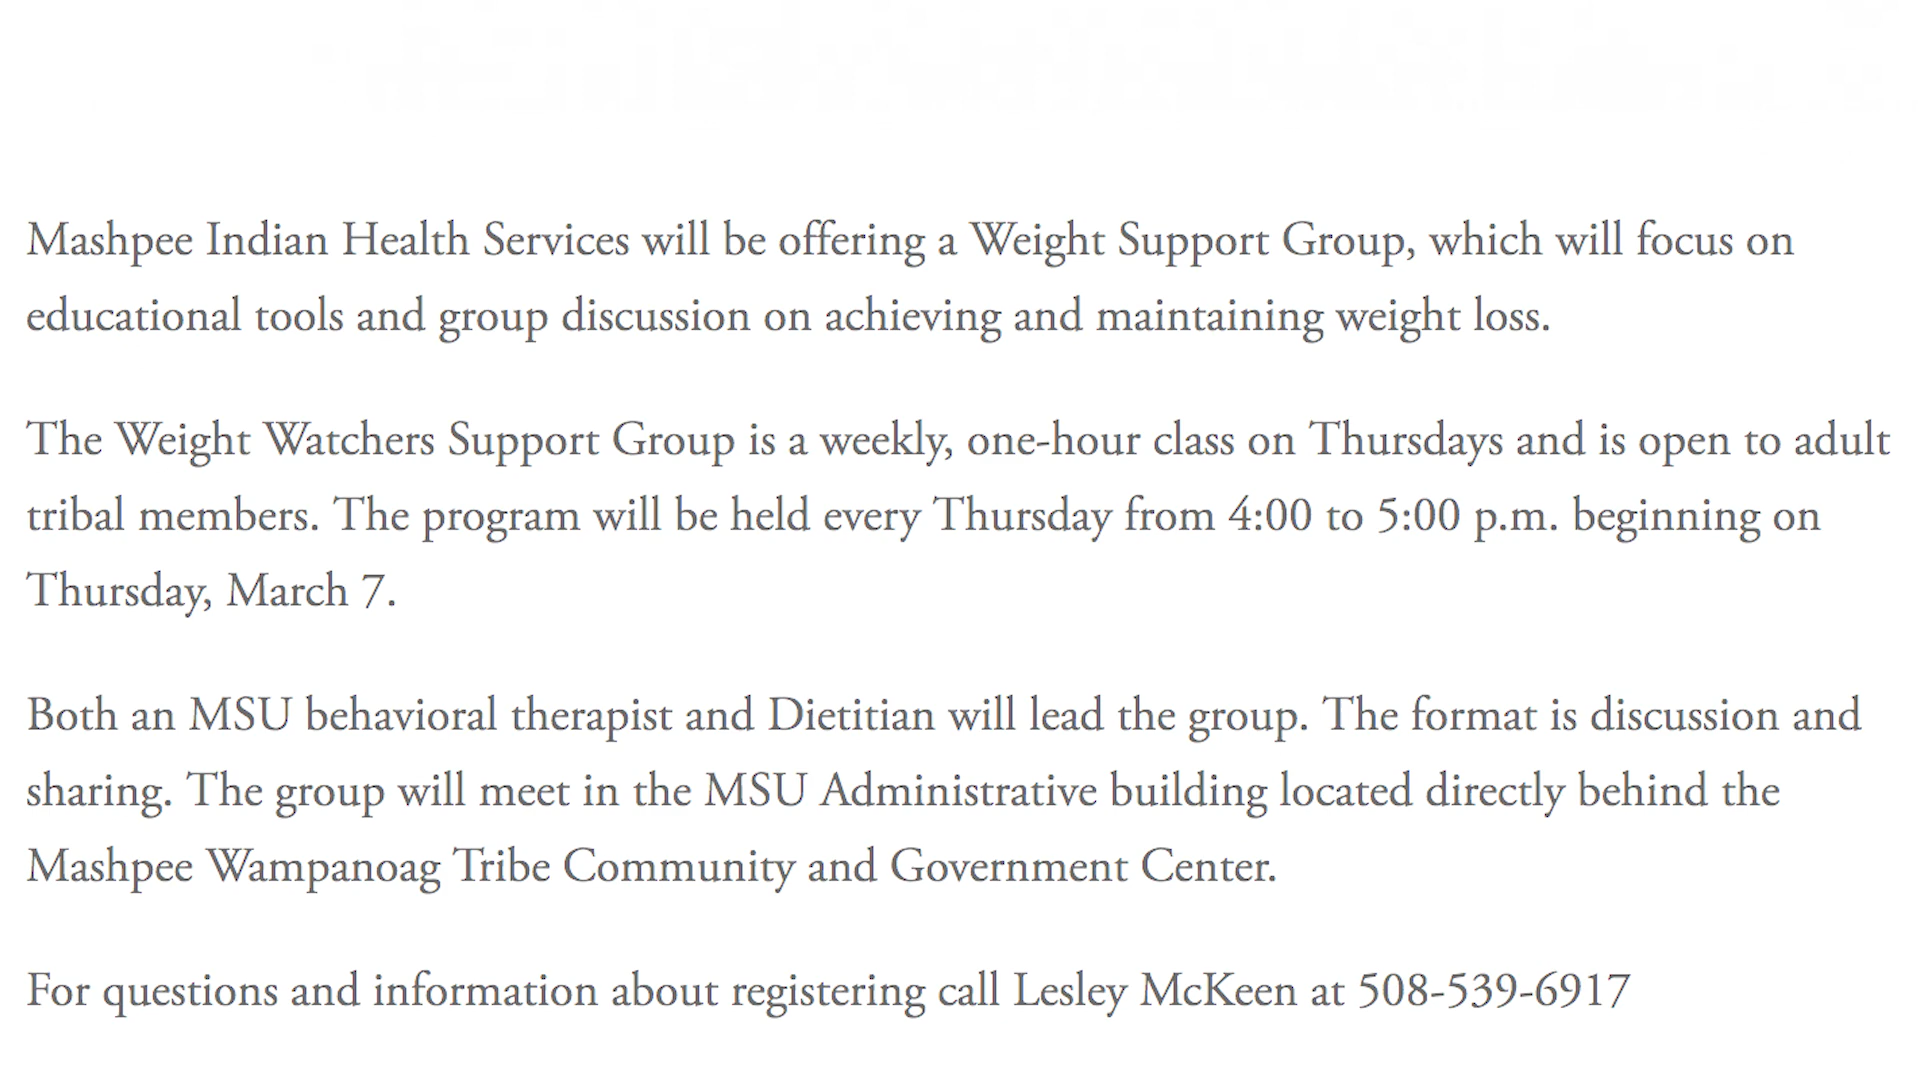 Mashpee Indian Health Services will be offering a Weight Support Group, which will focus on
educational tools and group discussion on achieving and maintaining weight loss.
The Weight Watchers Support Group is a weekly, one-hour class on Thursdays and is open to adult
tribal members. The program will be held every Thursday from 4:00 to 5:00 p.m. beginning on
Thursday, March 7.
Both an MSU behavioral therapist and Dietitian will lead the group. The format is discussion and
sharing. The group will meet in the MSU Administrative building located directly behind the
Mashpee Wampanoag Tribe Community and Government Center.
For questions and information about registering call Lesley McKeen at 508-539-6917